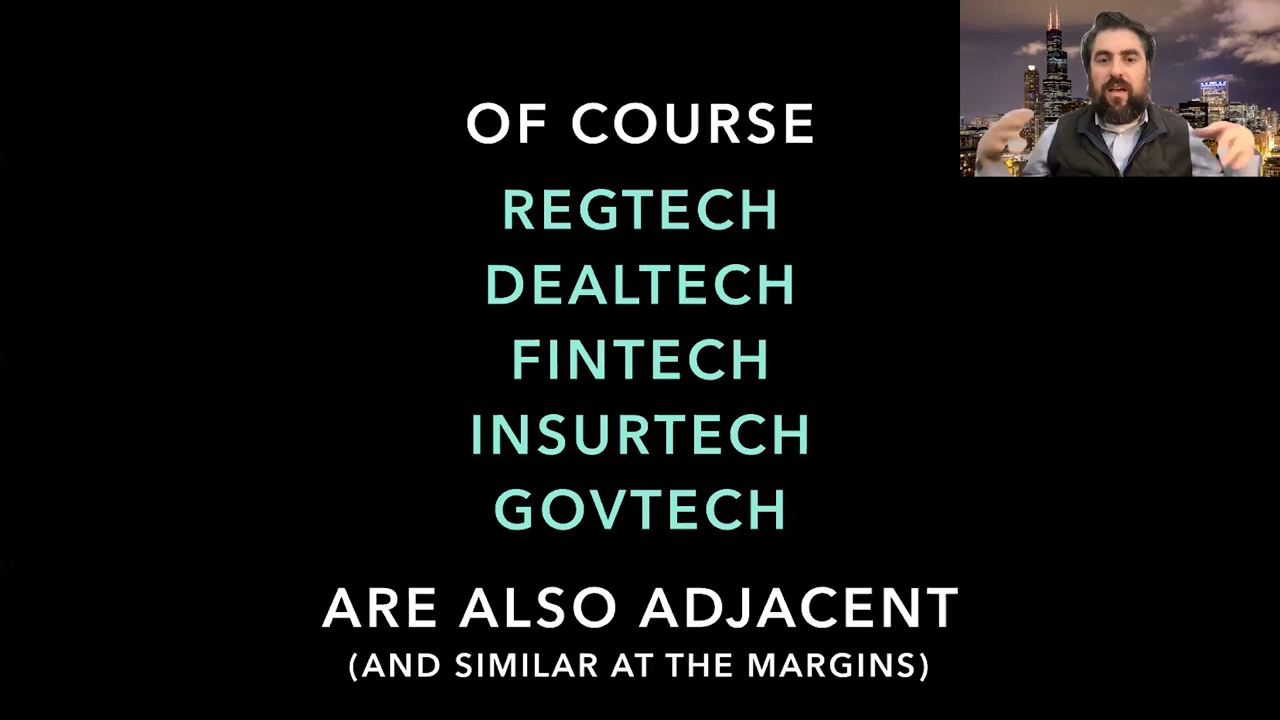 OF COURSE
REGTECH
DEALTECH
FINTECH
INSURTECH
GOVTECH
ARE ALSO ADJACENT
(AND SIMILAR AT THE MARGINS)